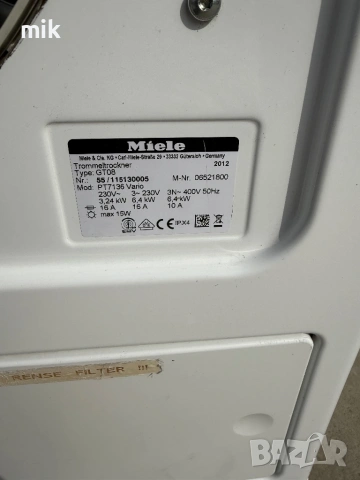 mik
Miele
Miele & Cie. KG • Carl-Miele-Straße 29 • 33332 Gütersloh • Germany
Trommeltrockner 2012
Type: GT08
Nr.: 55/115130005 M-Nr. 06521800
Mod: PT7136 Vario
230V~ 3~ 230V 3N~ 400V 50Hz
3,24 kW 6,4 kW 6,4 kW
16 A 16 A 10 A
max 15W
CE IPX4
RENSE FILTER !!!
BAZAR